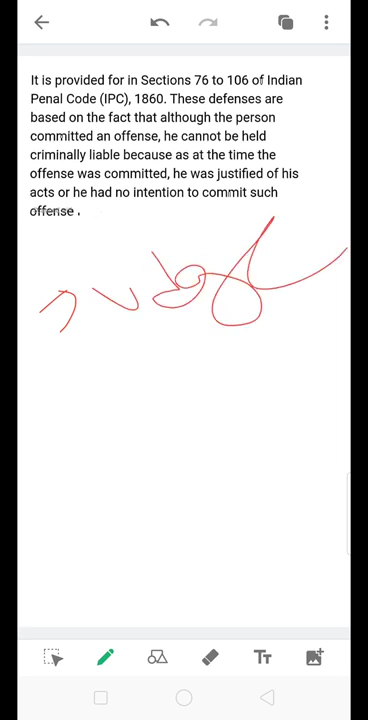 It is provided for in Sections 76 to 106 of Indian
Penal Code (IPC), 1860. These defenses are
based on the fact that although the person
committed an offense, he cannot be held
criminally liable because as at the time the
offense was committed, he was justified of his
acts or he had no intention to commit such
offense .